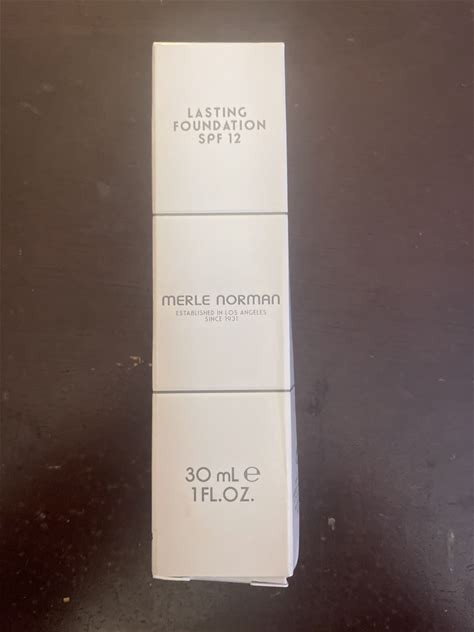 LASTING
FOUNDATION
SPF 12
MERLE NORMAN
ESTABLISHED IN LOS ANGELES
SINCE 1931
30 mL ℮
1FL.OZ.